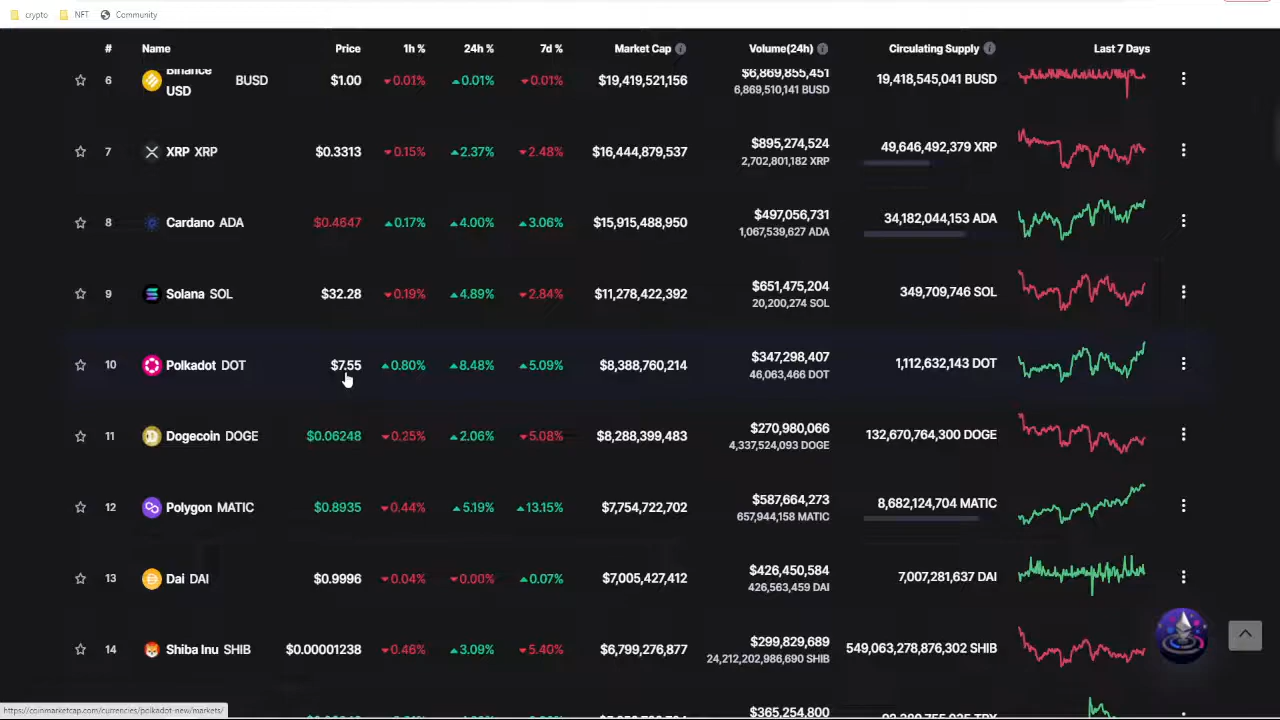 crypto NFT Community
# Name Price 1h % 24h % 7d % Market Cap Volume(24h) Circulating Supply Last 7 Days
6 Binance USD BUSD $1.00 0.01% 0.01% 0.01% $19,419,521,156 $6,869,855,451 19,418,545,041 BUSD
6,869,510,141 BUSD
7 XRP XRP $0.3313 0.15% 2.37% 2.48% $16,444,879,537 $895,274,524 49,646,492,379 XRP
2,702,801,182 XRP
8 Cardano ADA $0.4647 0.17% 4.00% 3.06% $15,915,488,950 $497,056,731 34,182,044,153 ADA
1,067,539,627 ADA
9 Solana SOL $32.28 0.19% 4.89% 2.84% $11,278,422,392 $651,475,204 349,709,746 SOL
20,200,274 SOL
10 Polkadot DOT $7.55 0.80% 8.48% 5.09% $8,388,760,214 $347,298,407 1,112,632,143 DOT
46,063,466 DOT
11 Dogecoin DOGE $0.06248 0.25% 2.06% 5.08% $8,288,399,483 $270,980,066 132,670,764,300 DOGE
4,337,524,093 DOGE
12 Polygon MATIC $0.8935 0.44% 5.19% 13.15% $7,754,722,702 $587,664,273 8,682,124,704 MATIC
657,944,158 MATIC
13 Dai DAI $0.9996 0.04% 0.00% 0.07% $7,005,427,412 $426,450,584 7,007,281,637 DAI
426,563,459 DAI
14 Shiba Inu SHIB $0.00001238 0.46% 3.09% 5.40% $6,799,276,877 $299,829,689 549,063,278,876,302 SHIB
24,212,202,986,690 SHIB
$365,254,800
https://coinmarketcap.com/currencies/polkadot-new/markets/